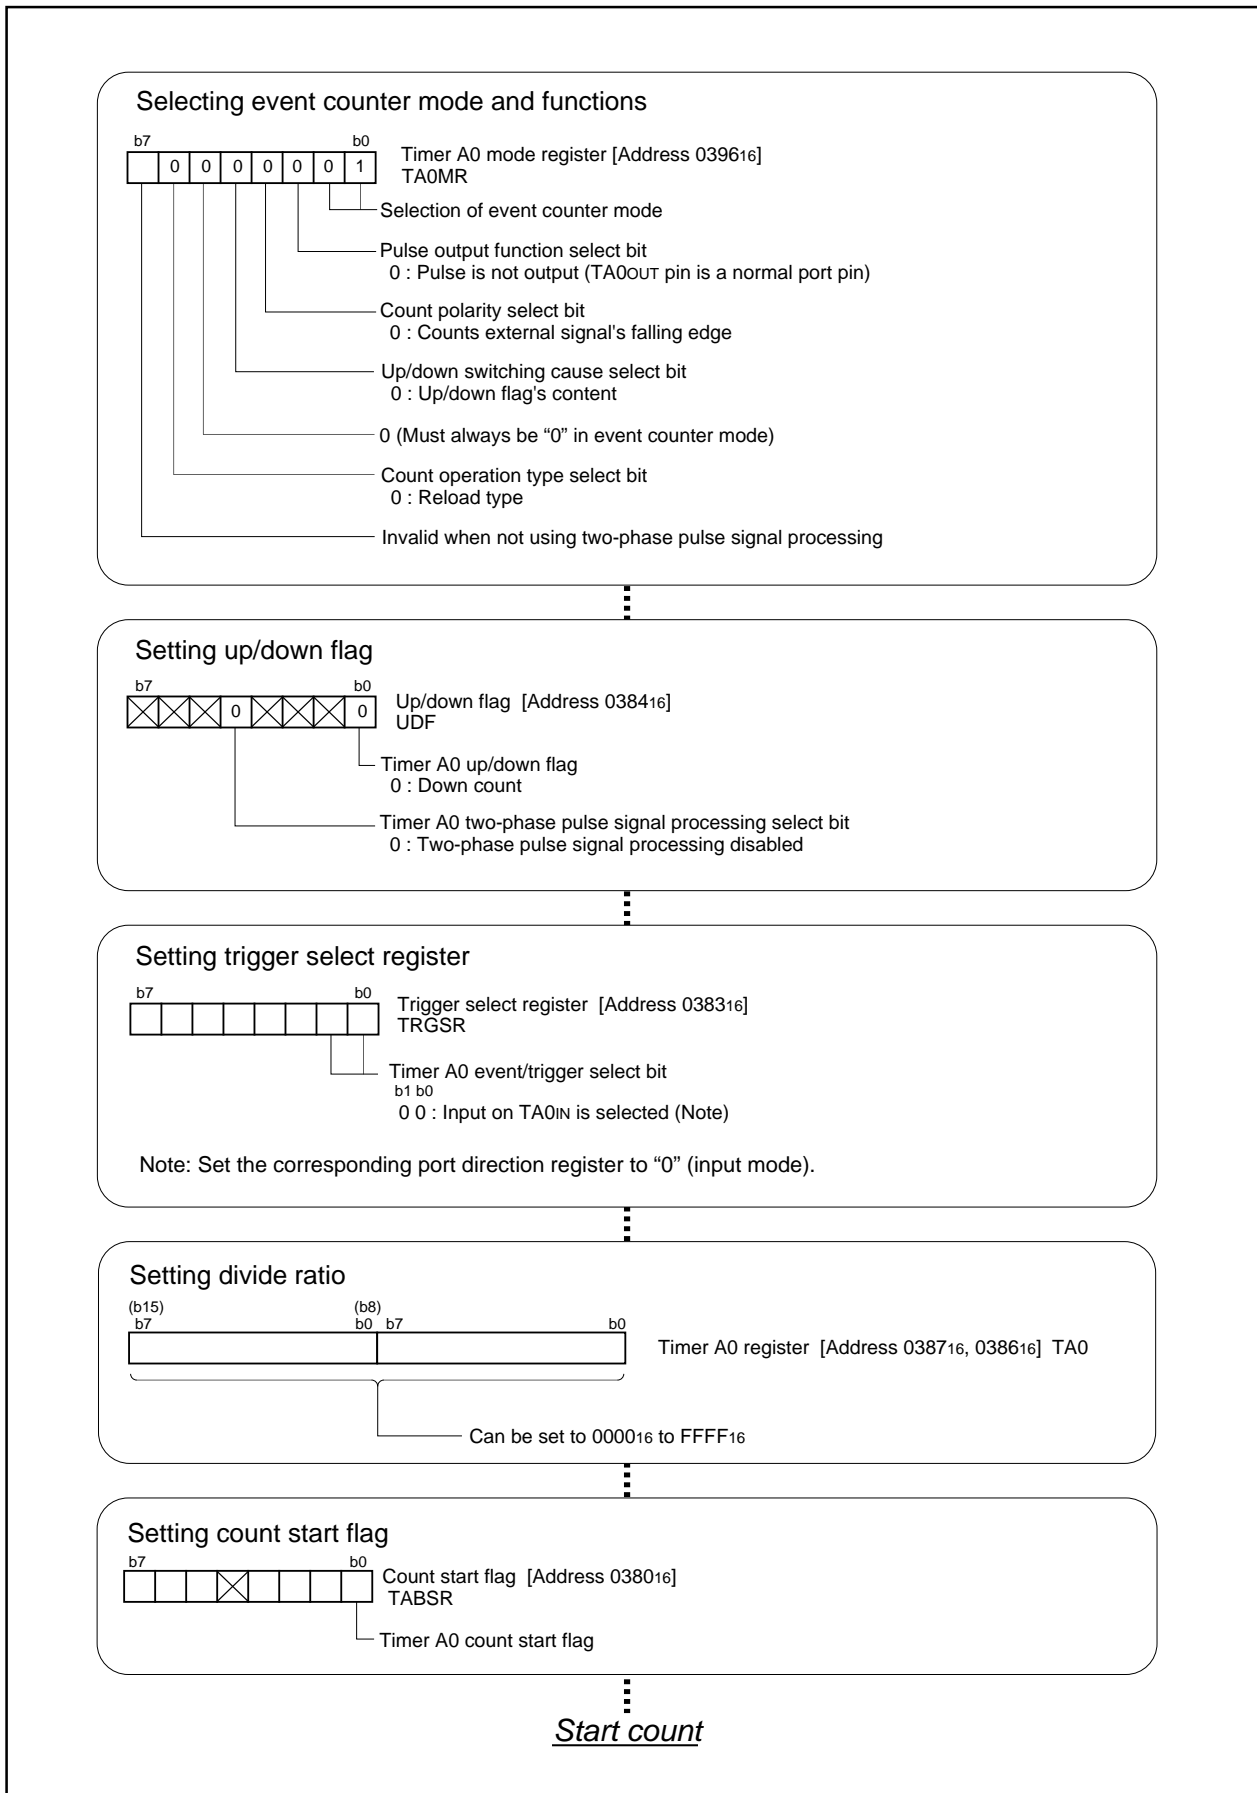 Selecting event counter mode and functions
b7 b0
0 0 0 0 0 0 1
Timer A0 mode register [Address 039616]
TA0MR
Selection of event counter mode
Pulse output function select bit
0 : Pulse is not output (TA0OUT pin is a normal port pin)
Count polarity select bit
0 : Counts external signal's falling edge
Up/down switching cause select bit
0 : Up/down flag's content
0 (Must always be “0” in event counter mode)
Count operation type select bit
0 : Reload type
Invalid when not using two-phase pulse signal processing
Setting up/down flag
b7 b0
0 0
Up/down flag [Address 038416]
UDF
Timer A0 up/down flag
0 : Down count
Timer A0 two-phase pulse signal processing select bit
0 : Two-phase pulse signal processing disabled
Setting trigger select register
b7 b0
Trigger select register [Address 038316]
TRGSR
Timer A0 event/trigger select bit
b1 b0
0 0 : Input on TA0IN is selected (Note)
Note: Set the corresponding port direction register to “0” (input mode).
Setting divide ratio
(b15) (b8)
b7 b0 b7 b0
Timer A0 register [Address 038716, 038616] TA0
Can be set to 000016 to FFFF16
Setting count start flag
b7 b0
Count start flag [Address 038016]
TABSR
Timer A0 count start flag
Start count